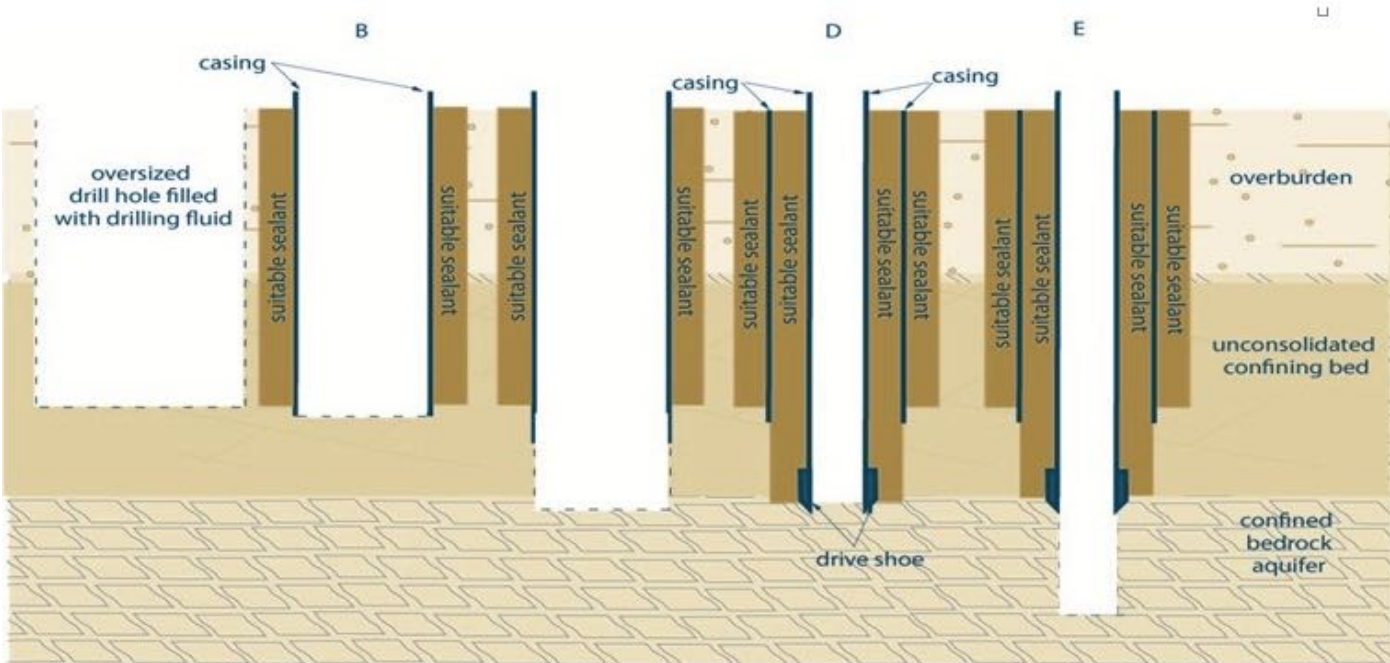 B
D
E
casing
casing
casing
oversized
drill hole filled
with drilling fluid
suitable sealant
suitable sealant
suitable sealant
suitable sealant
suitable sealant
suitable sealant
suitable sealant
suitable sealant
suitable sealant
suitable sealant
suitable sealant
suitable sealant
overburden
unconsolidated
confining bed
drive shoe
confined
bedrock
aquifer